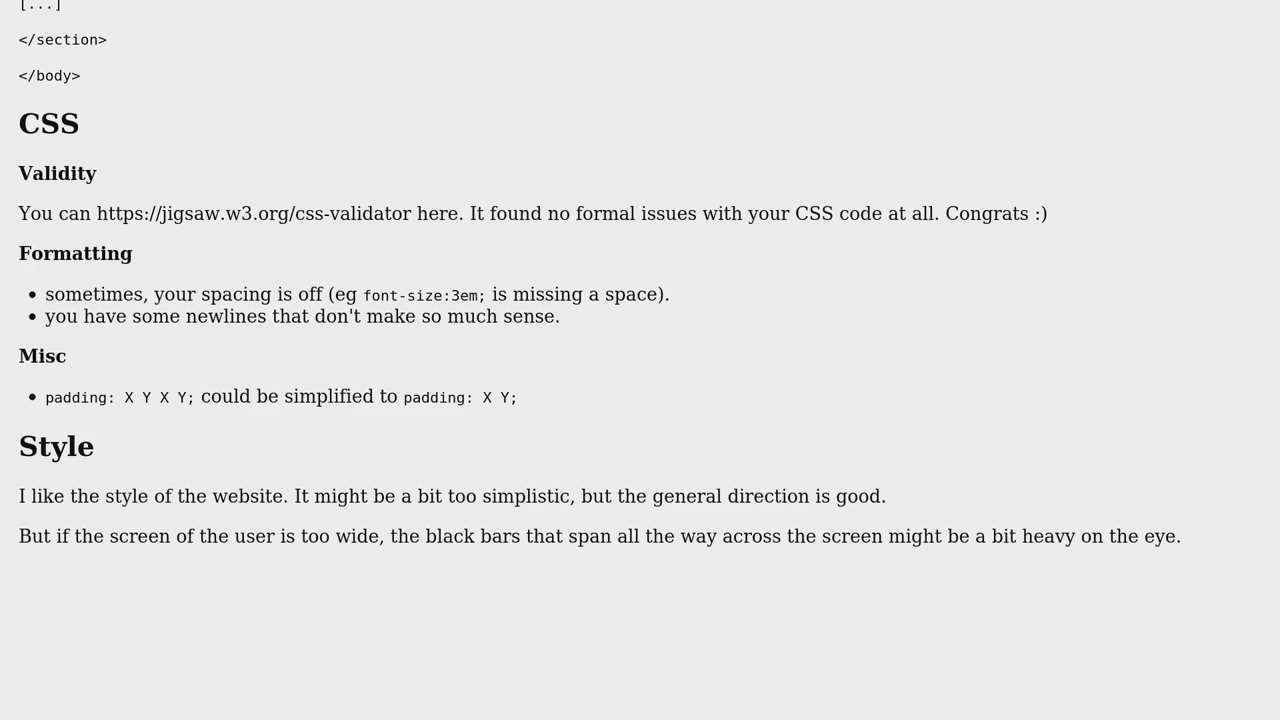 [...]
</section>
</body>
CSS
Validity
You can https://jigsaw.w3.org/css-validator here. It found no formal issues with your CSS code at all. Congrats :)
Formatting
• sometimes, your spacing is off (eg font-size:3em; is missing a space).
• you have some newlines that don't make so much sense.
Misc
• padding: X Y X Y; could be simplified to padding: X Y;
Style
I like the style of the website. It might be a bit too simplistic, but the general direction is good.
But if the screen of the user is too wide, the black bars that span all the way across the screen might be a bit heavy on the eye.